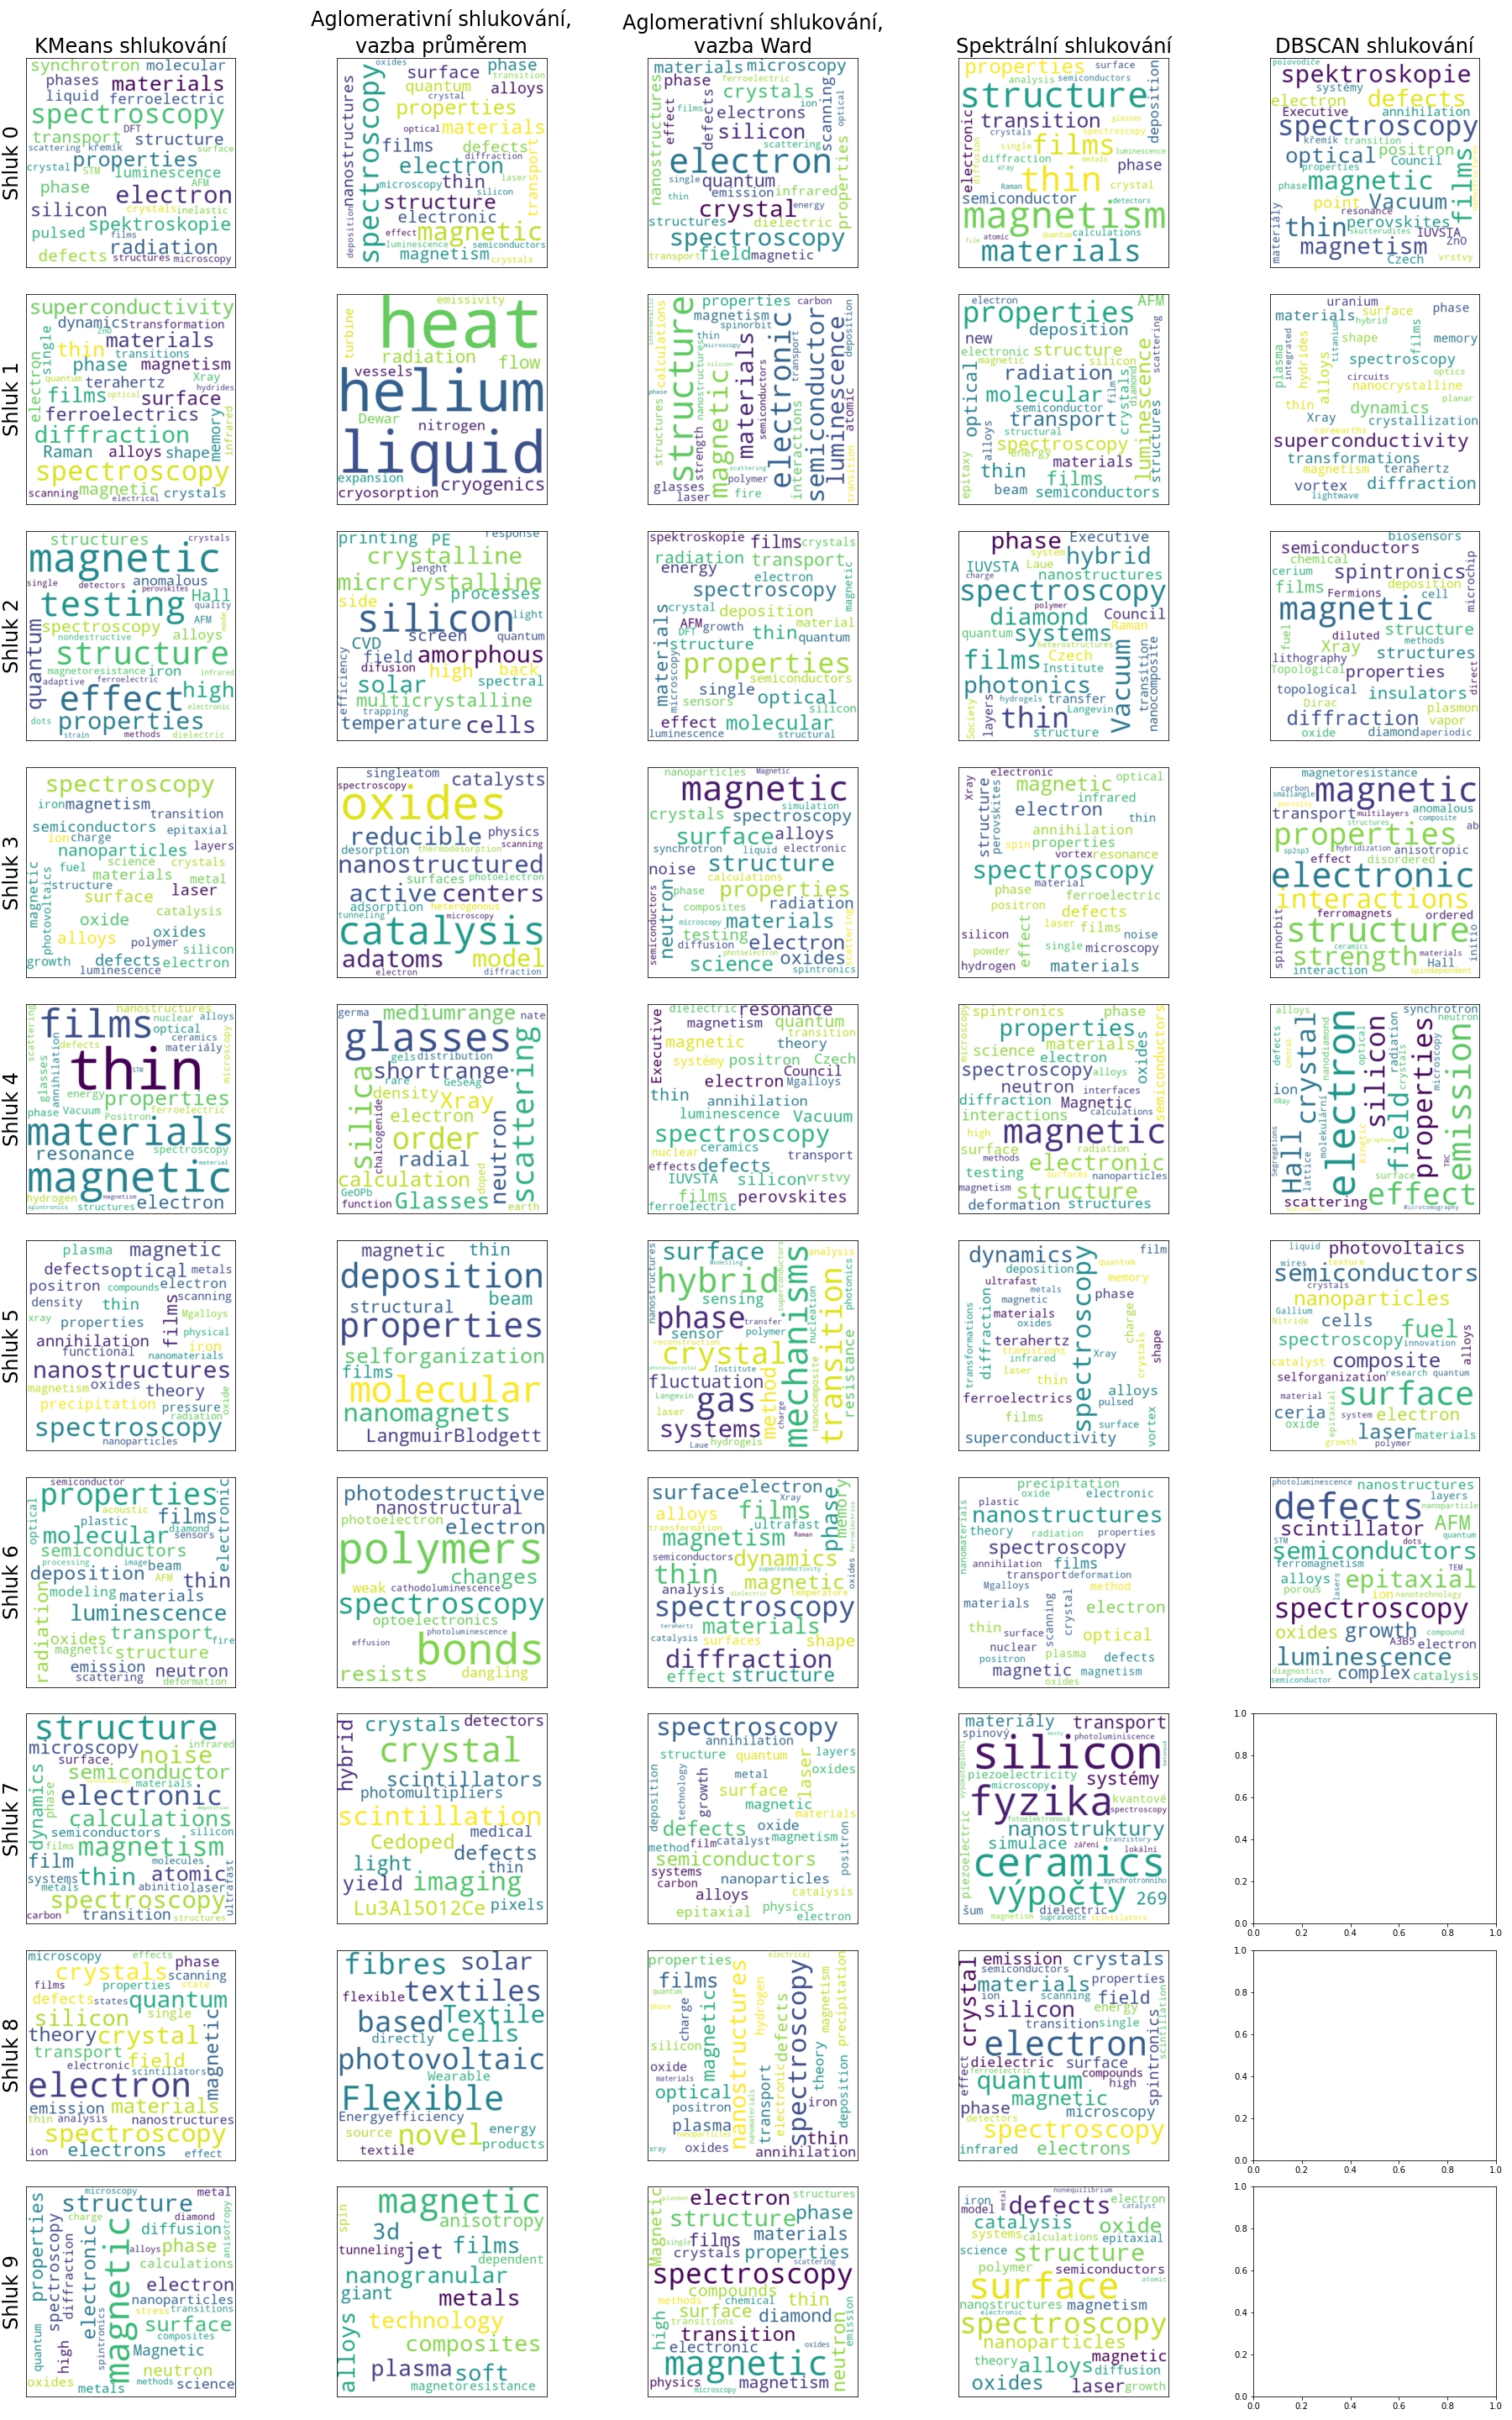 KMeans shlukování
Aglomerativní shlukování,
vazba průměrem
Aglomerativní shlukování,
vazba Ward
Spektrální shlukování
DBSCAN shlukování
Shluk 0
synchrotron molecular
phases materials
liquid ferroelectric
spectroscopy
DFT
transport structure
scattering křemík surface
properties
crystal STM luminescence
phase AFM
electron
silicon crystals inelastic
pulsed spektroskopie
films radiation
defects structures microscopy
oxides phase
surface transition
quantum alloys
crystal
properties
nanostructures spectroscopy
optical materials
films defects
diffraction
electron transport
microscopy thin laser
silicon
structure
electronic
deposition effect magnetic
luminescence semiconductors
magnetism crystals
materials microscopy
phase ferroelectric
crystals
nanostructures effect films defects ion scanning optical
electrons
silicon
scattering
electron
single quantum
thin emission infrared
crystal energy
structures dielectric properties
spectroscopy
transport field magnetic
properties surface
analysis semiconductors
structure deposition
transition glasses
electronic diffusion crystals spectroscopy
single films luminescence
diffraction metals
xray phase
Raman thin crystal
semiconductor detectors
magnetism
film atomic quantum calculations
materials
polovodiče
spektroskopie
systémy
electron defects
Executive annihilation
spectroscopy
křemík transition
optical positron
properties Council
phase magnetic films
point Vacuum
resonance
materiály perovskites
thin skutterudites IUVSTA
magnetism ZnO
Czech vrstvy
Shluk 1
superconductivity
dynamics transformation
ZnO
single materials
thin transitions
phase magnetism
electron quantum terahertz Xray
films optical hydrides
surface
ferroelectrics memory infrared
diffraction
Raman alloys shape
spectroscopy
scanning magnetic crystals
electrical
emissivity
turbine heat
radiation flow
vessels
helium
Dewar nitrogen
liquid
expansion
cryosorption cryogenics
properties carbon
magnetism
spinorbit
thin
microscopy
calculations structure nanostructures silicon materials semiconductors electronic transport semiconductor luminescence deposition
phase structures strength magnetic interactions atomic transition
scattering
polymer
glasses fire
laser
electron AFM
properties
new deposition
electronic structure scattering
magnetic silicon
radiation
optical molecular crystals film diamond luminescence
semiconductor
transport
structural
alloys spectroscopy structures
energy
materials
epitaxy thin films
beam semiconductors
uranium
materials surface phase
hybrid
titanium shape films memory
plasma integrated hydrides alloys spectroscopy
circuits optics
nanocrystalline
thin planar
dynamics
Xray crystallization
rareearths
superconductivity
transformations
magnetism terahertz
vortex diffraction
lightwave
Shluk 2
structures crystals
magnetic
single detectors anomalous
perovskites
testing Hall
quality
spectroscopy AFM mode
nondestructive alloys
quantum structure
magnetoresistance iron infrared
adaptive ferroelectric
effect high
electronic
dots properties
strain methods dielectric
printing PE response
crystalline
lenght
micrcrystalline
side processes
silicon light
CVD screen quantum
efficiency field amorphous
difusion high back
solar spectral
multicrystalline
trapping
temperature cells
spektroskopie films crystals
radiation transport
energy electron magnetic
spectroscopy
crystal deposition
AFM growth material
DFT thin quantum
materials structure
microscopy properties
semiconductors
single optical
sensors silicon
effect molecular
luminescence structural
phase Executive
system hybrid
IUVSTA Laue
charge nanostructures
spectroscopy
polymer
diamond Council
Raman
quantum systems
heterostructures
films Czech Vacuum transition nanocomposite
Institute
photonics
hydrogels transfer
Society layers thin Langevin
structure
biosensors
semiconductors
chemical microchip
cerium spintronics
films deposition
Fermions cell
magnetic
fuel diluted structure
Xray methods
lithography structures direct
Topological properties
topological insulators
Dirac plasmon
diffraction vapor
oxide diamond aperiodic
Shluk 3
spectroscopy
iron magnetism
transition
semiconductors epitaxial
ion charge
nanoparticles layers
science crystals
fuel materials metal
magnetic photovoltaics structure laser
surface
catalysis
oxide
alloys oxides
polymer silicon
growth defects electron
luminescence
singleatom catalysts
spectroscopy
oxides
reducible physics
desorption thermodesorption scanning
nanostructured
surfaces photoelectron
active centers
adsorption heterogenous
tunneling microscopy
catalysis
adatoms model
electron diffraction
nanoparticles Magnetic
magnetic
simulation
crystals spectroscopy
surface alloys
synchrotron liquid electronic
noise structure
calculations
semiconductors neutron phase properties
composites radiation
microscopy materials scattering
testing
diffusion electron
photoelectron
science oxides
spintronics
Xray electronic optical
magnetic
structure perovskites infrared
electron thin
annihilation
spin properties
vortex resonance
spectroscopy
phase material
ferroelectric
positron defects
laser films
silicon effect noise
single microscopy
powder
hydrogen materials
magnetoresistance
carbon magnetic
smallangle
porosity anomalous
transport multilayers composite
structures ab
properties
sp2sp3 hybridization anisotropic
effect disordered
electronic
interactions
ferromagnets ordered
spinorbit structure initio
ceramics
strength materials
Hall
interaction spindependent
Shluk 4
scattering nanostructures
films nuclear alloys
optical
ceramics
defects materiály
glasses annihilation thin microscopy
STM
energy properties
phase Vacuum Positron ferroelectric
materials
resonance spectroscopy
material
magnetic
hydrogen magnetism
spintronics structures electron
germa mediumrange nate
glasses
gels distribution
shortrange
rare GeSeAg
density Xray
silica chalcogenide electron scattering
order
radial neutron
calculation doped
GeOPb
function Glasses earth
dielectric resonance
magnetism quantum
transition
Executive magnetic theory
systémy positron Czech
Council
electron Mgalloys
thin annihilation
luminescence Vacuum
spectroscopy
ceramics
nuclear transport
effects defects
IUVSTA silicon vrstvy
films perovskites
ferroelectric
spintronics phase
microscopy properties semiconductors
science materials oxides
electron
spectroscopy alloys
neutron interfaces
diffraction Magnetic
interactions calculations
high magnetic
surface radiation
methods electronic
testing surfaces nanoparticles
magnetism structure
deformation structures
alloys synchrotron
neutron
defects central crystal nanodiamond electron optical silicon radiation crystals properties microscopy emission
ion
XRay
Segregations Hall lattice molekulární kinetic field graphene TRC
surface
scattering effect
Microtomography
Shluk 5
plasma magnetic
defects optical metals
positron compounds electron
scanning
density thin films
xray Mgalloys
properties
physical
annihilation iron
functional nanomaterials
nanostructures
magnetism oxides theory oxide
precipitation pressure
radiation
spectroscopy
nanoparticles
magnetic thin
deposition
structural beam
properties
selforganization
films
molecular
nanomagnets
LangmuirBlodgett
nanostructures surface superconductors analysis
Modelling
hybrid mechanisms nucleation transition photonics
sensing
phase transfer
sensor polymer
reconstruction
crystal
photoniccrystal Institute
fluctuation method nanocomposite resistance
Langevin
gas
laser charge
systems
Laue hydrogels
dynamics film
deposition spectroscopy quantum
ultrafast memory
metals
magnetic phase
transformations diffraction materials charge
oxides
terahertz crystals shape
transitions Xray
infrared
laser
thin
alloys
ferroelectrics pulsed
films surface vortex
superconductivity
liquid photovoltaics
wires texture
semiconductors
crystals
nanoparticles
Gallium
Nitride cells fuel
spectroscopy
innovation alloys
catalyst composite
selforganization research quantum
material surface
ceria epitaxial
oxide system electron
laser materials
growth polymer
Shluk 6
semiconductor
properties electronic
optical acoustic films
plastic
molecular diamond sensors
semiconductors
processing image beam
deposition AFM thin
radiation modeling materials
luminescence
oxides transport fire
magnetic structure
emission neutron
scattering deformation
photodestructive
nanostructural
photoelectron
electron
polymers
changes
weak cathodoluminescence
spectroscopy
optoelectronics
photoluminescence
effusion bonds
resists dangling
surface electron phase memory ferroelectrics
Xray
alloys films
transformation ultrafast
magnetism Raman
semiconductors dynamics
superconductivity
thin magnetic oxides
analysis
dielectric temperature
spectroscopy
terahertz materials
catalysis surfaces shape
diffraction
effect structure
precipitation
oxide electronic
plastic
nanomaterials nanostructures
theory radiation properties
spectroscopy
annihilation films
transport deformation
Mgalloys method
materials scanning crystal electron
thin surface optical
nuclear
positron plasma defects
magnetic magnetism
oxides
photoluminescence nanostructures
layers
defects nanoparticle
scintillator AFM
quantum
STM dots
semiconductors
ferromagnetism TEM
alloys lasers epitaxial
porous ion nanotechnology
spectroscopy
oxides growth compound
A3B5 electron
luminescence
diagnostics
semiconductor complex catalysis
Shluk 7
structure
microscopy infrared
surface noise
semiconductor
dynamics phase materials
electronic
deposition
calculations
semiconductors silicon
films magnetism
film molecules ultrafast
systems thin atomic
metals abinitio laser
spectroscopy
carbon transition structures
hybrid crystals detectors
crystal
scintillators
photomultipliers
scintillation
Cedoped medical
defects
light thin
yield imaging
Lu3Al5O12Ce pixels
spectroscopy
annihilation
structure quantum layers
deposition technology growth metal laser oxides
surface
magnetic
materials
defects oxide
method film catalyst magnetism positron
semiconductors
systems
carbon nanoparticles
alloys catalysis
epitaxial physics
electron
materiály transport
spinový photoluminiscence
silicon
piezoelectricity systémy
microscopy
fyzika kvantové
spectroscopy
fotoelektronová
piezoelectric nanostruktury
simulace záření tranzistory
lokální
ceramics
synchrotronního
výpočty 269
šum dielectric
magnetism supravodiče scintillators
1.0
0.8
0.6
0.4
0.2
0.0
0.0 0.2 0.4 0.6 0.8 1.0
Shluk 8
microscopy effects phase
crystals scanning
films properties state
defects states quantum
silicon single
theory crystal magnetic
transport
electronic field
scintillators
electron
emission materials
thin analysis nanostructures
spectroscopy
ion electrons effect
fibres solar
flexible textiles
based Textile
directly cells
photovoltaic
Wearable
Flexible
Energyefficiency
source novel energy
products
textile
properties electrical
films nanostructures hydrogen spectroscopy magnetism precipitation
quantum
phase charge magnetic defects
silicon
oxide theory
materials
optical transport electronic iron deposition
positron
plasma nanomaterials
nanoparticles thin
xray oxides annihilation
crystal emission crystals
semiconductors
materials properties
ion scanning field
silicon energy
transition single scintillation
electron spintronics
effect dielectric surface
ferroelectric compounds
quantum high
magnetic
phase microscopy
detectors
spectroscopy
infrared electrons
1.0
0.8
0.6
0.4
0.2
0.0
0.0 0.2 0.4 0.6 0.8 1.0
Shluk 9
microscopy metal
properties structure anisotropy
charge diamond
spectroscopy diffraction electronic magnetic diffusion
alloys phase
calculations
electron
nanoparticles
stress transitions
quantum high spintronics surface
composites
Magnetic
neutron
oxides methods science
metals
magnetic
spin anisotropy
3d
tunneling jet films
dependent
nanogranular
giant metals
alloys technology
composites
plasma soft
magnetoresistance
Magnetic plasmon electron structures
structure phase
single films materials
crystals properties
scattering
spectroscopy
compounds
methods chemical thin
high surface diamond emission
transitions
transition neutron
electronic oxides
magnetic
physics magnetism
microscopy
nonequilibrium
iron metal defects electron
model catalyst
catalysis oxide
systems calculations epitaxial
science structure
polymer semiconductors
surface atomic
nanostructures magnetism
electronic
spectroscopy
nanoparticles
theory alloys magnetic
diffusion
oxides laser growth
1.0
0.8
0.6
0.4
0.2
0.0
0.0 0.2 0.4 0.6 0.8 1.0